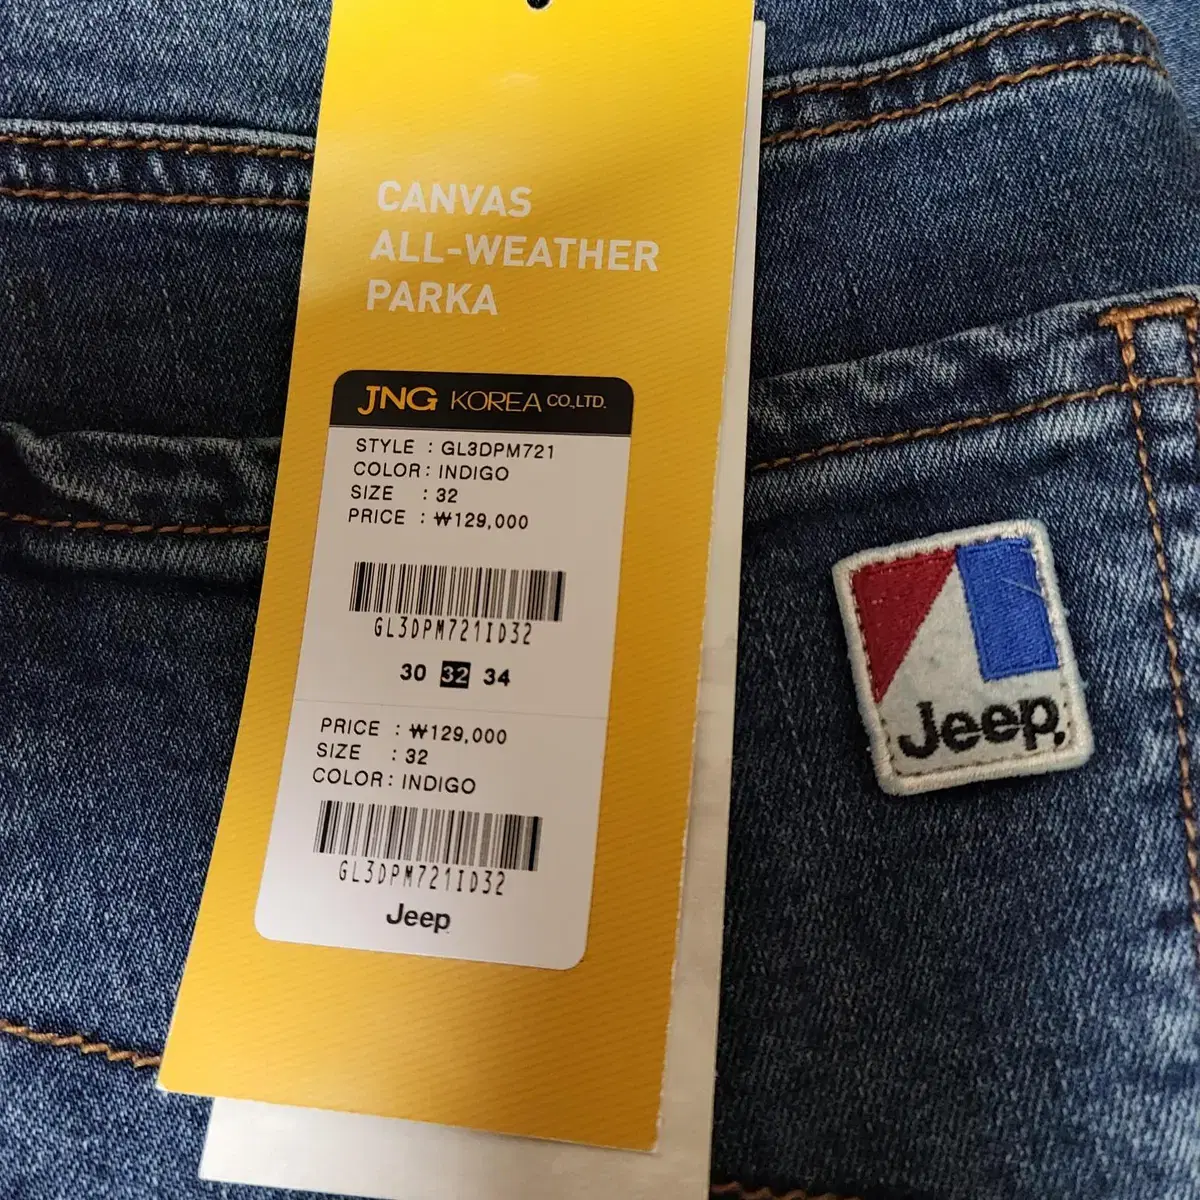 CANVAS
ALL-WEATHER
PARKA
JNG KOREA CO.,LTD.
STYLE : GL3DPM721
COLOR : INDIGO
SIZE : 32
PRICE : ₩129,000
GL3DPM721ID32
30 32 34
PRICE : ₩129,000
SIZE : 32
COLOR : INDIGO
GL3DPM721ID32
Jeep
Jeep